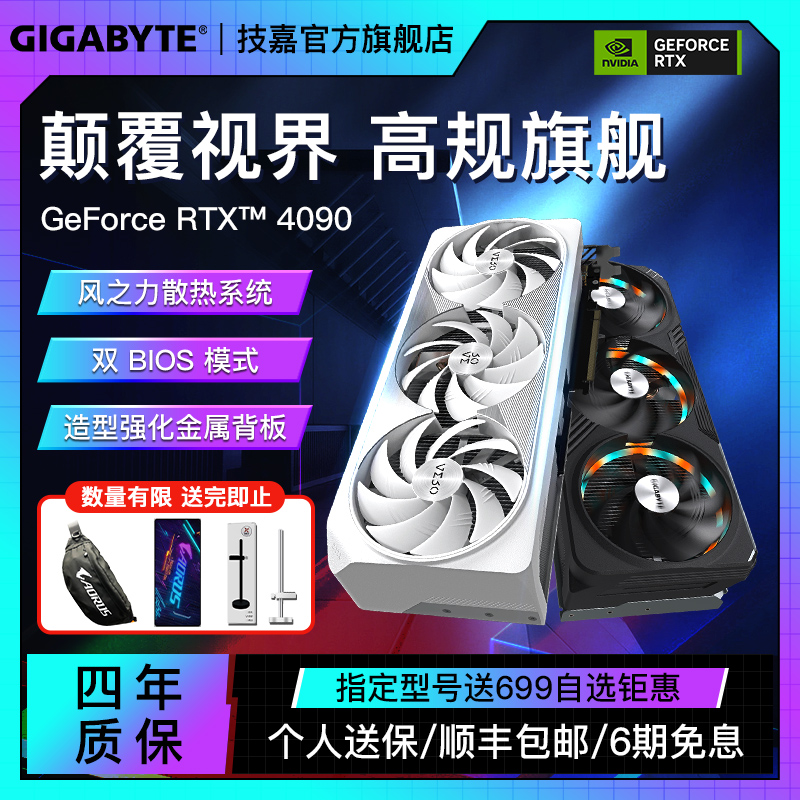 GIGABYTE® | 技嘉官方旗舰店
NVIDIA
GEFORCE
RTX
颠覆视界 高规旗舰
GeForce RTX™ 4090
风之力散热系统
双 BIOS 模式
造型强化金属背板
数量有限 送完即止
AORUS
AORUS
GIGABYTE
GIGABYTE
四年
质保
指定型号送699自选钜惠
个人送保/顺丰包邮/6期免息